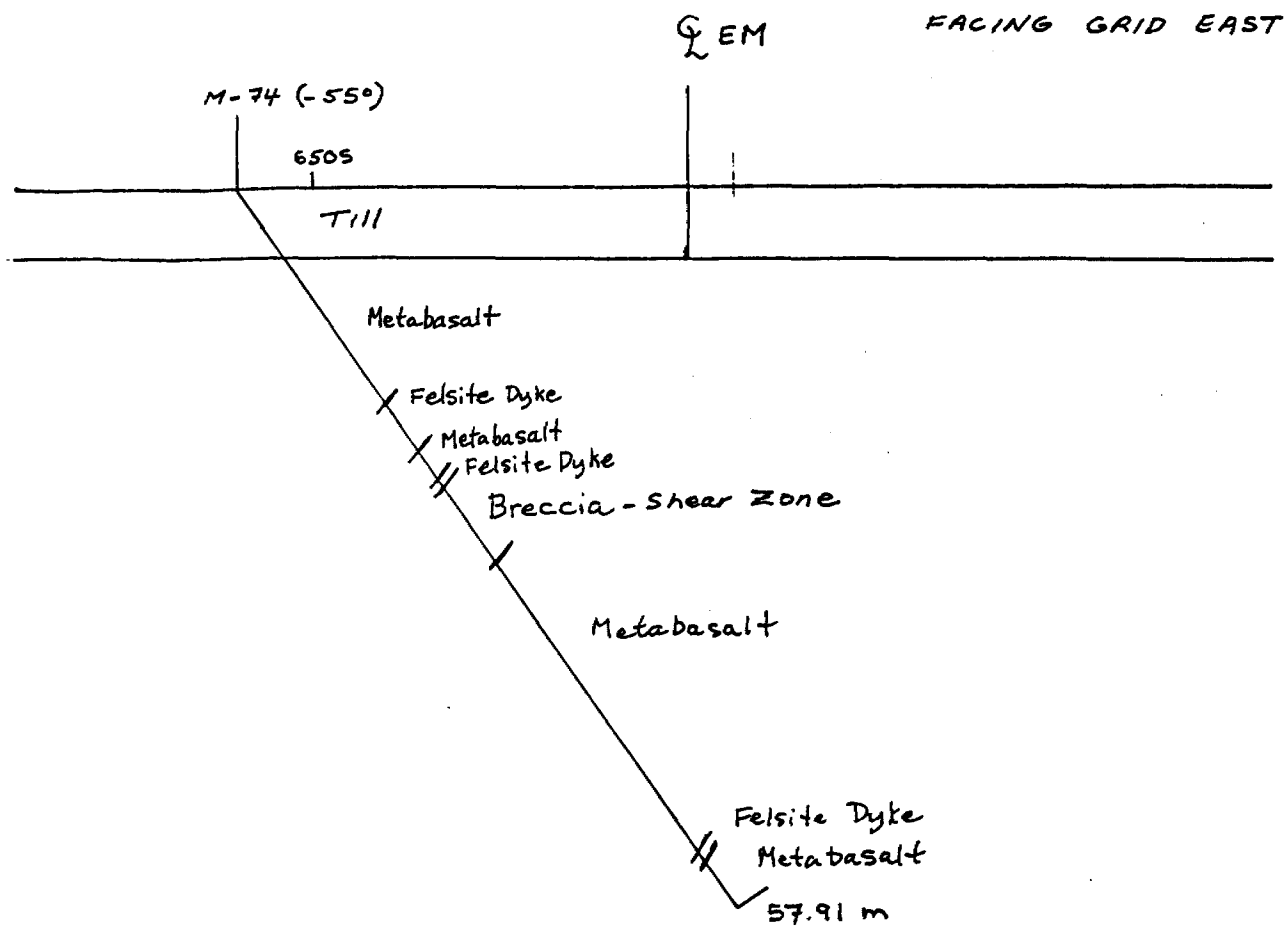 FACING GRID EAST
℄ EM
M-74 (-55°)
650S
Till
Metabasalt
Felsite Dyke
Metabasalt
Felsite Dyke
Breccia - Shear Zone
Metabasalt
Felsite Dyke
Metabasalt
57.91 m